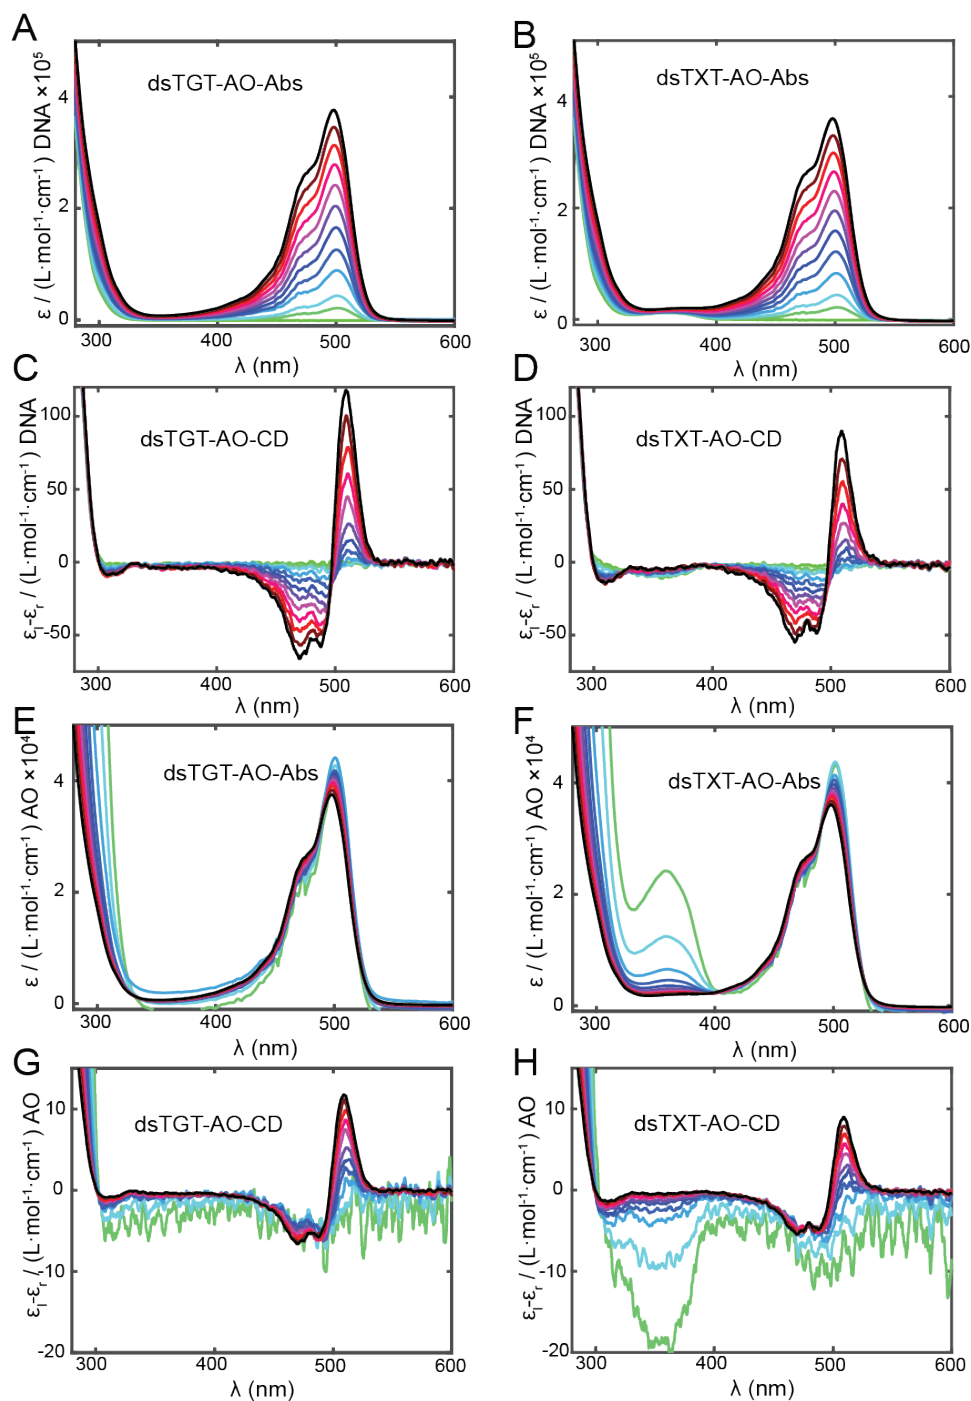 A
B
ε / (L·mol⁻¹·cm⁻¹) DNA ×10⁵
4
2
0
dsTGT-AO-Abs
300
400
500
600
λ (nm)
ε / (L·mol⁻¹·cm⁻¹) DNA ×10⁵
4
2
0
dsTXT-AO-Abs
300
400
500
600
λ (nm)
C
D
εl-εr / (L·mol⁻¹·cm⁻¹) DNA
100
50
0
-50
dsTGT-AO-CD
300
400
500
600
λ (nm)
εl-εr / (L·mol⁻¹·cm⁻¹) DNA
100
50
0
-50
dsTXT-AO-CD
300
400
500
600
λ (nm)
E
F
ε / (L·mol⁻¹·cm⁻¹) AO ×10⁴
4
2
0
dsTGT-AO-Abs
300
400
500
600
λ (nm)
ε / (L·mol⁻¹·cm⁻¹) AO ×10⁴
4
2
0
dsTXT-AO-Abs
300
400
500
600
λ (nm)
G
H
εl-εr / (L·mol⁻¹·cm⁻¹) AO
10
0
-10
-20
dsTGT-AO-CD
300
400
500
600
λ (nm)
εl-εr / (L·mol⁻¹·cm⁻¹) AO
10
0
-10
-20
dsTXT-AO-CD
300
400
500
600
λ (nm)